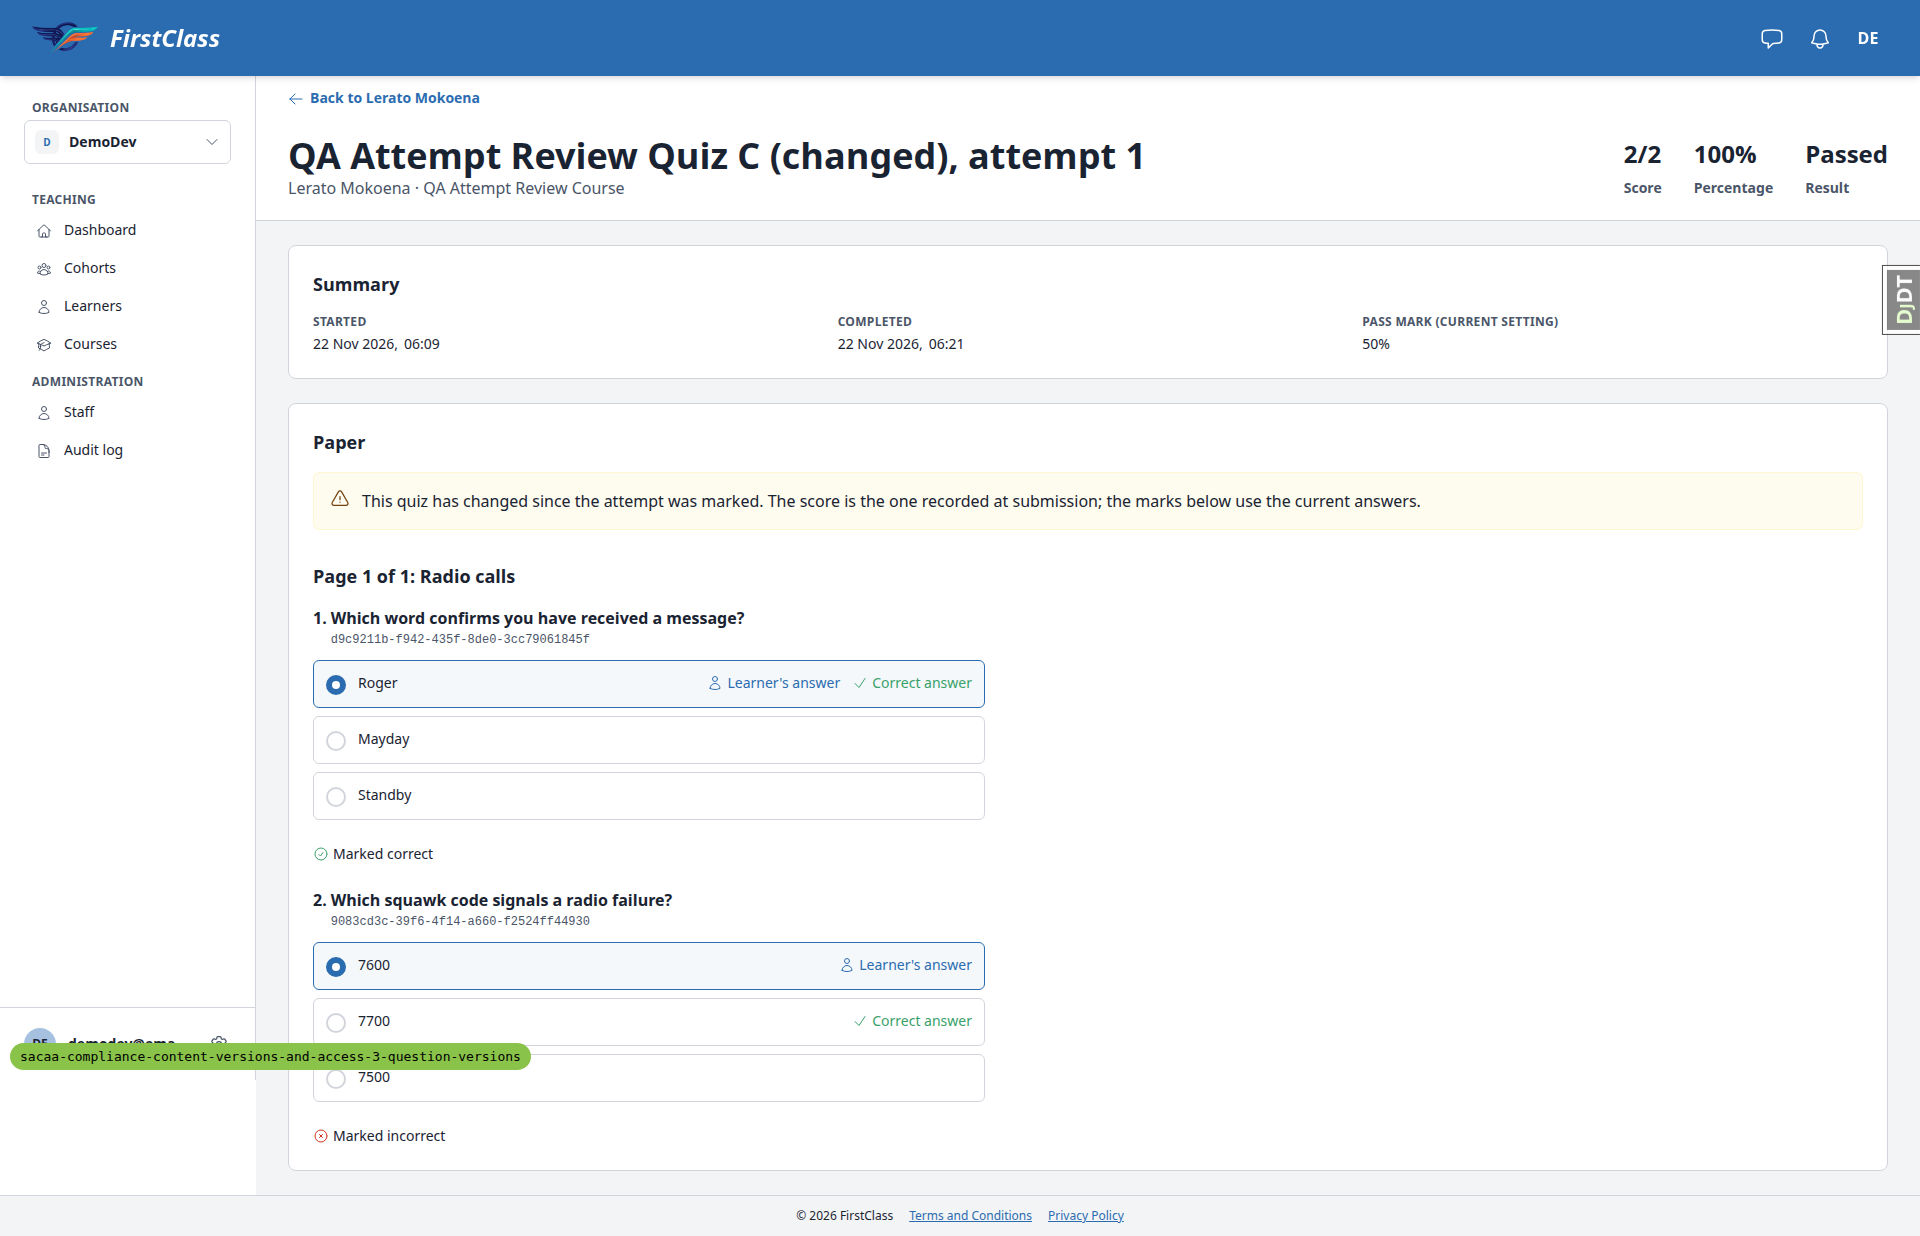 FirstClass
DE
ORGANISATION
D DemoDev
TEACHING
Dashboard
Cohorts
Learners
Courses
ADMINISTRATION
Staff
Audit log
Back to Lerato Mokoena
QA Attempt Review Quiz C (changed), attempt 1
Lerato Mokoena · QA Attempt Review Course
2/2 100% Passed
Score Percentage Result
DjDT
Summary
STARTED COMPLETED PASS MARK (CURRENT SETTING)
22 Nov 2026, 06:09 22 Nov 2026, 06:21 50%
Paper
This quiz has changed since the attempt was marked. The score is the one recorded at submission; the marks below use the current answers.
Page 1 of 1: Radio calls
1. Which word confirms you have received a message?
d9c9211b-f942-435f-8de0-3cc79061845f
Roger Learner's answer Correct answer
Mayday
Standby
Marked correct
2. Which squawk code signals a radio failure?
9083cd3c-39f6-4f14-a660-f2524ff44930
7600 Learner's answer
7700 Correct answer
7500
Marked incorrect
sacaa-compliance-content-versions-and-access-3-question-versions
© 2026 FirstClass Terms and Conditions Privacy Policy